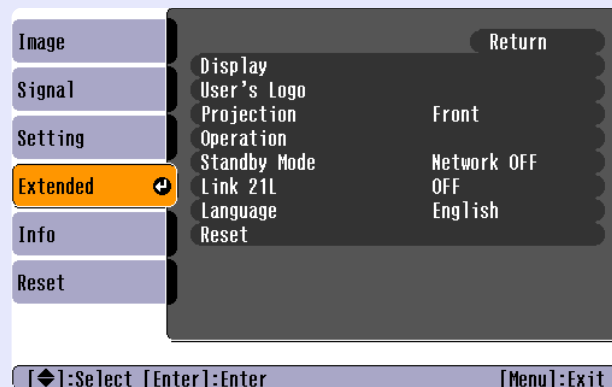 Image
Signal
Setting
Extended
Info
Reset
Return
Display
User's Logo
Projection Front
Operation
Standby Mode Network OFF
Link 21L OFF
Language English
Reset
[◆]:Select [Enter]:Enter [Menu]:Exit